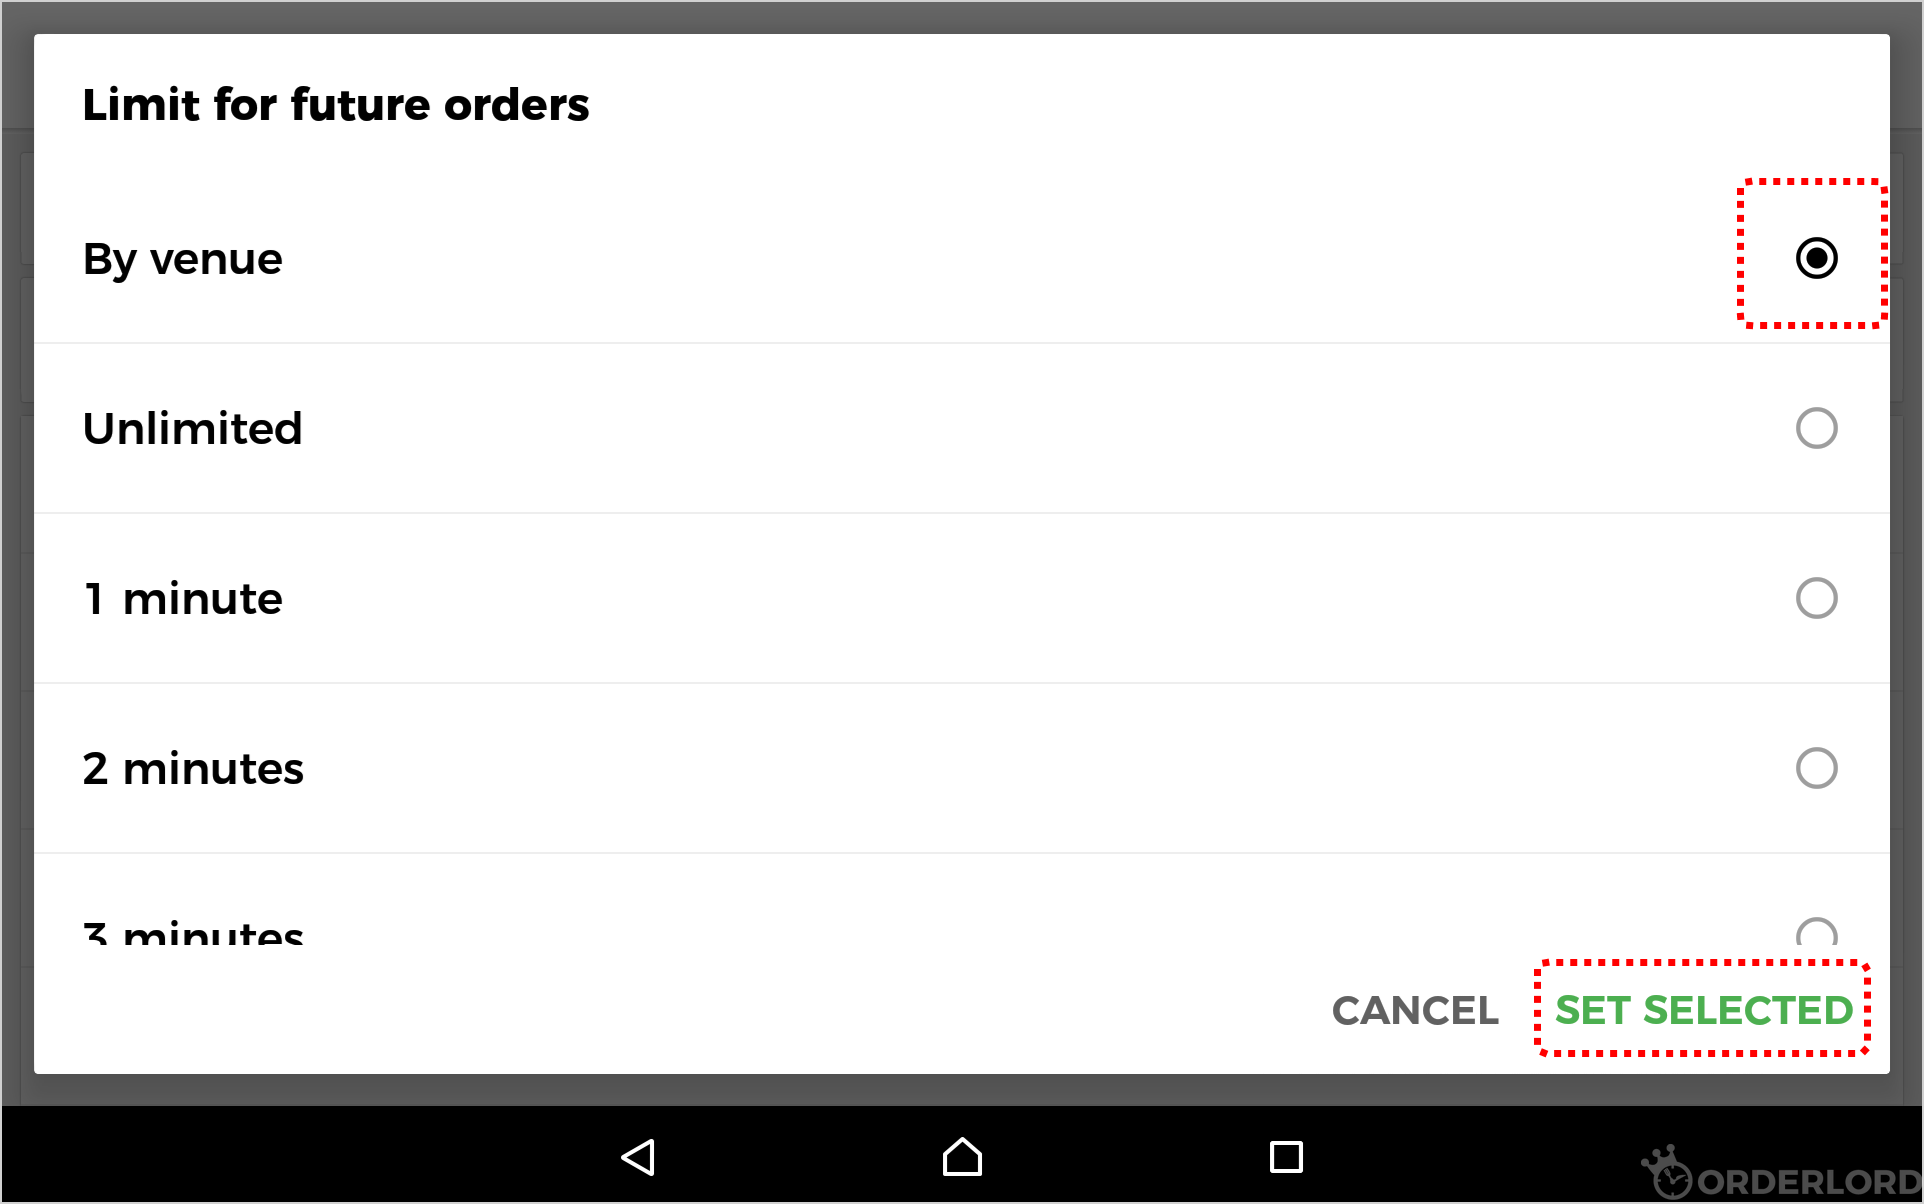 Limit for future orders
By venue
Unlimited
1 minute
2 minutes
3 minutes
CANCEL SET SELECTED
ORDERLORD